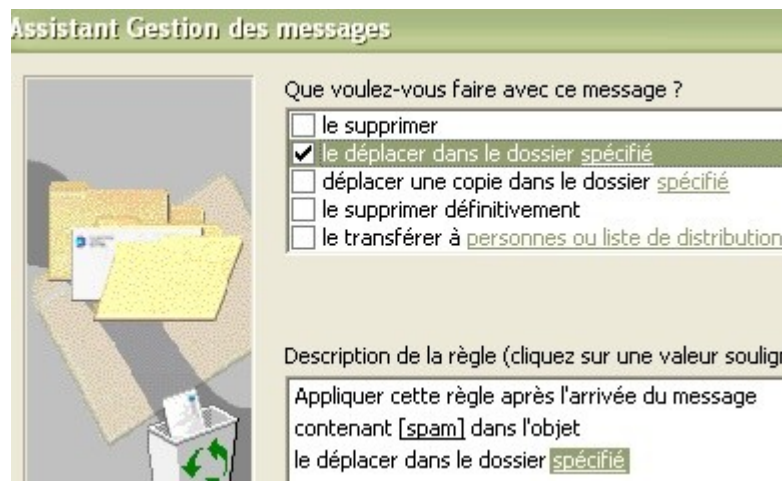 Assistant Gestion des messages
Que voulez-vous faire avec ce message ?
le supprimer
le déplacer dans le dossier spécifié
déplacer une copie dans le dossier spécifié
le supprimer définitivement
le transférer à personnes ou liste de distribution
Description de la règle (cliquez sur une valeur soulig
Appliquer cette règle après l'arrivée du message
contenant [spam] dans l'objet
le déplacer dans le dossier spécifié